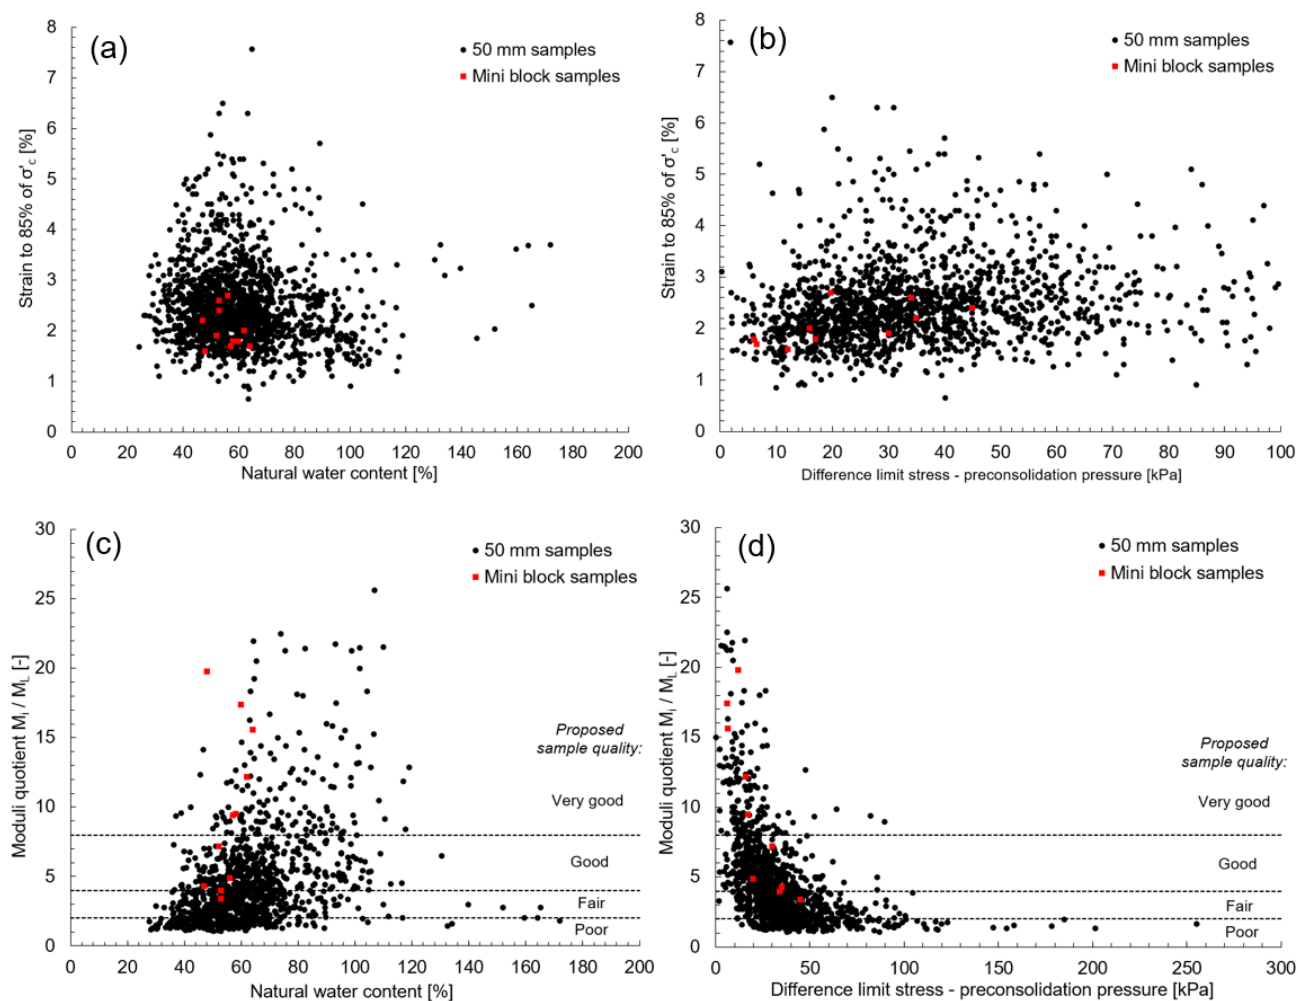 (a)
50 mm samples
Mini block samples
Strain to 85% of σ'c [%]
8
7
6
5
4
3
2
1
0
0 20 40 60 80 100 120 140 160 180 200
Natural water content [%]
(b)
50 mm samples
Mini block samples
Strain to 85% of σ'c [%]
8
7
6
5
4
3
2
1
0
0 10 20 30 40 50 60 70 80 90 100
Difference limit stress - preconsolidation pressure [kPa]
(c)
50 mm samples
Mini block samples
Moduli quotient Mi / ML [-]
30
25
20
15
10
5
0
Proposed
sample quality:
Very good
Good
Fair
Poor
0 20 40 60 80 100 120 140 160 180 200
Natural water content [%]
(d)
50 mm samples
Mini block samples
Moduli quotient Mi / ML [-]
30
25
20
15
10
5
0
Proposed
sample quality:
Very good
Good
Fair
Poor
0 50 100 150 200 250 300
Difference limit stress - preconsolidation pressure [kPa]